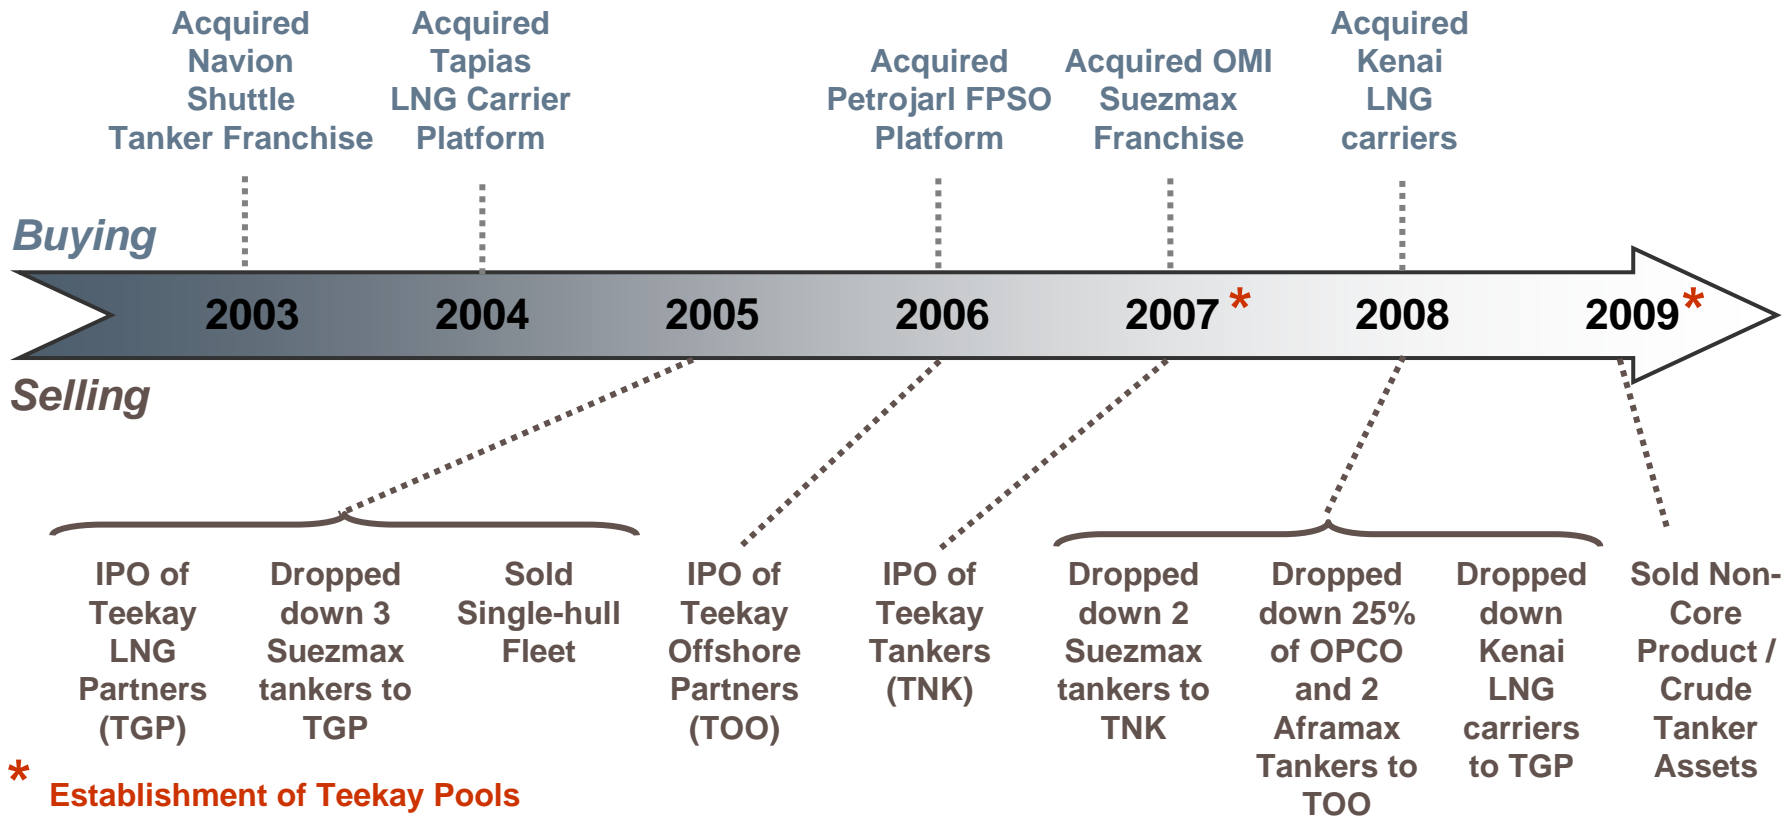 Acquired
Navion
Shuttle
Tanker Franchise
Acquired
Tapias
LNG Carrier
Platform
Acquired
Petrojarl FPSO
Platform
Acquired OMI
Suezmax
Franchise
Acquired
Kenai
LNG
carriers
Buying
2003 2004 2005 2006 2007 * 2008 2009 *
Selling
IPO of
Teekay
LNG
Partners
(TGP)
Dropped
down 3
Suezmax
tankers to
TGP
Sold
Single-hull
Fleet
IPO of
Teekay
Offshore
Partners
(TOO)
IPO of
Teekay
Tankers
(TNK)
Dropped
down 2
Suezmax
tankers to
TNK
Dropped
down 25%
of OPCO
and 2
Aframax
Tankers to
TOO
Dropped
down
Kenai
LNG
carriers
to TGP
Sold Non-
Core
Product /
Crude
Tanker
Assets
* Establishment of Teekay Pools